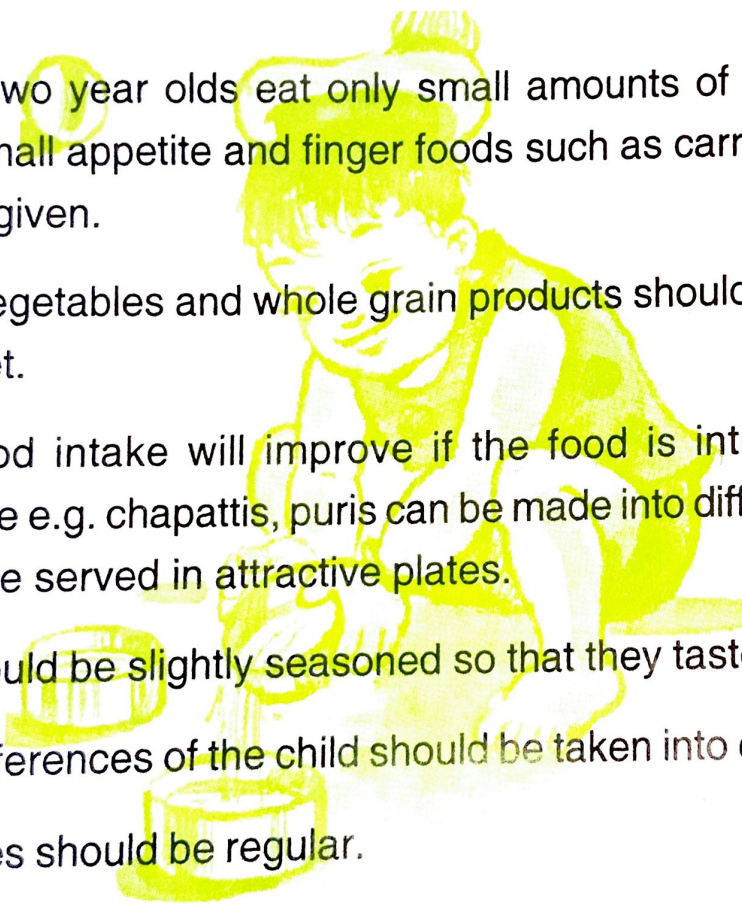 wo year olds eat only small amounts of
nall appetite and finger foods such as carr
given.
egetables and whole grain products should
t.
od intake will improve if the food is int
e e.g. chapattis, puris can be made into diff
e served in attractive plates.
uld be slightly seasoned so that they taste
ferences of the child should be taken into
es should be regular.